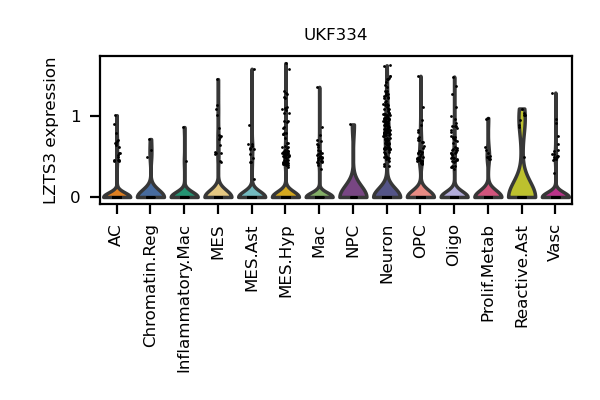 UKF334
LZTS3 expression
1
0
AC
Chromatin.Reg
Inflammatory.Mac
MES
MES.Ast
MES.Hyp
Mac
NPC
Neuron
OPC
Oligo
Prolif.Metab
Reactive.Ast
Vasc